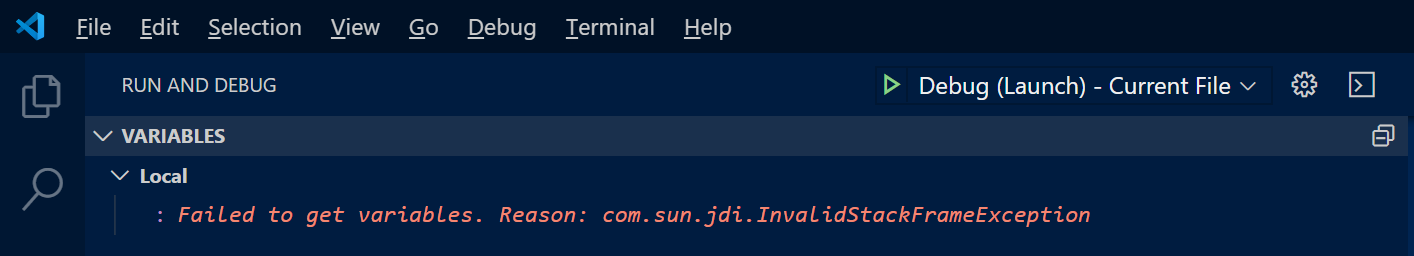 File Edit Selection View Go Debug Terminal Help
RUN AND DEBUG Debug (Launch) - Current File
VARIABLES
Local
: Failed to get variables. Reason: com.sun.jdi.InvalidStackFrameException